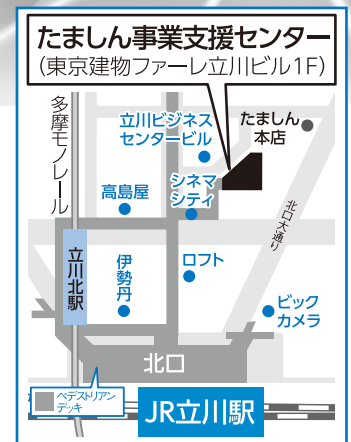 たましん事業支援センター
(東京建物ファーレ立川ビル1F)
多摩モノレール
立川ビジネス
センタービル
たましん
本店
シネマ
シティ
高島屋
北口大通り
立川北駅
伊勢丹
ロフト
ビック
カメラ
北口
ペデストリアン
デッキ
JR立川駅